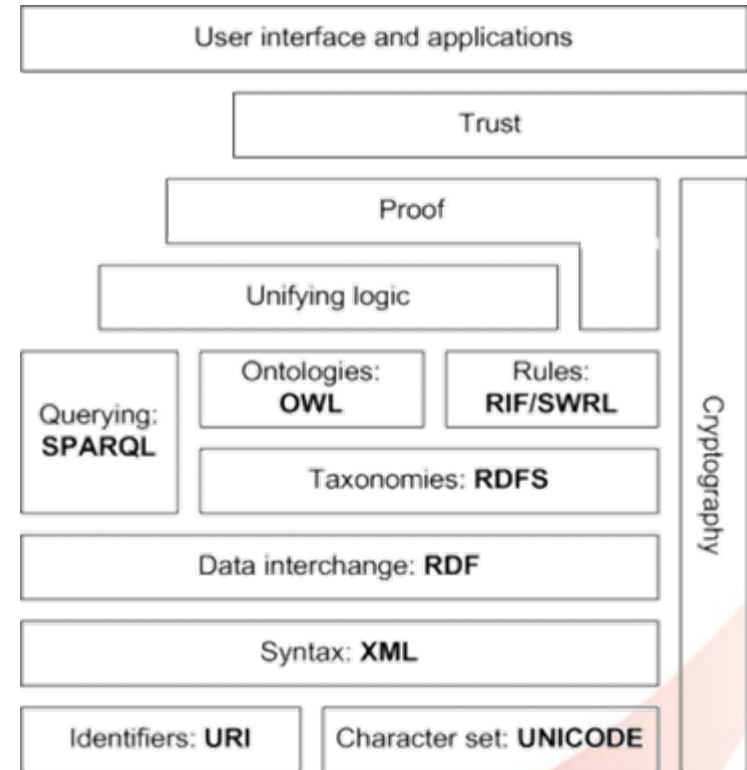 User interface and applications
Trust
Proof
Unifying logic
Querying:
SPARQL
Ontologies:
OWL
Rules:
RIF/SWRL
Taxonomies: RDFS
Cryptography
Data interchange: RDF
Syntax: XML
Identifiers: URI
Character set: UNICODE